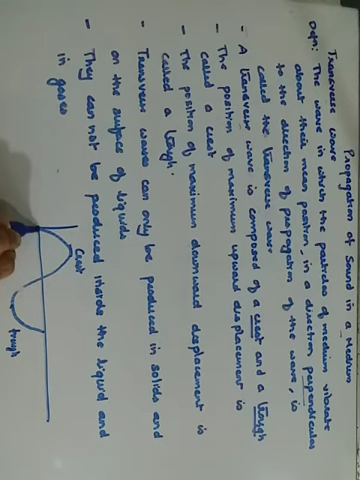 Propagation of Sound in a Medium
Transverse wave
Defn: The wave in which the particles of medium vibrate
about their mean position, in a direction perpendicular
to the direction of propagation of the wave, is
called the transverse wave
- A transverse wave is composed of a crest and a trough
- The position of maximum upward displacement is
called a crest
- The position of maximum downward displacement is
called a trough.
- Transverse waves can only be produced in solids and
on the surface of liquids
- They can not be produced inside the liquid and
in gases
Crest
trough